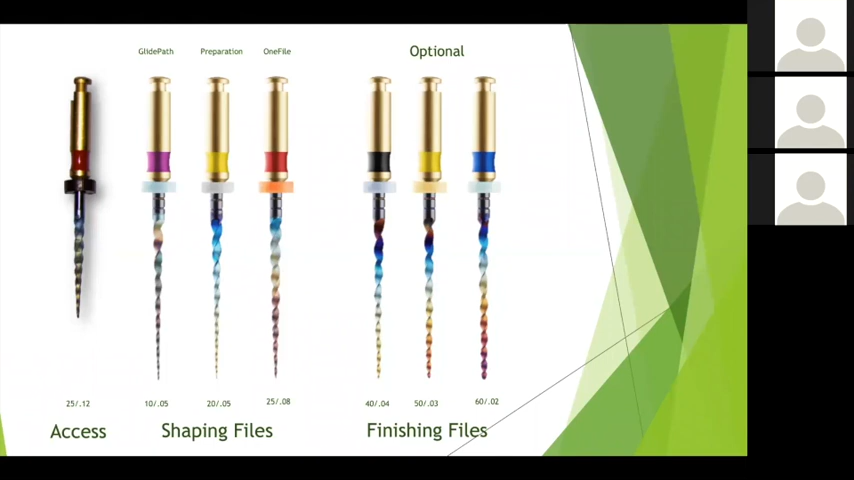 GlidePath Preparation OneFile Optional
25/.12 10/.05 20/.05 25/.08 40/.04 50/.03 60/.02
Access Shaping Files Finishing Files